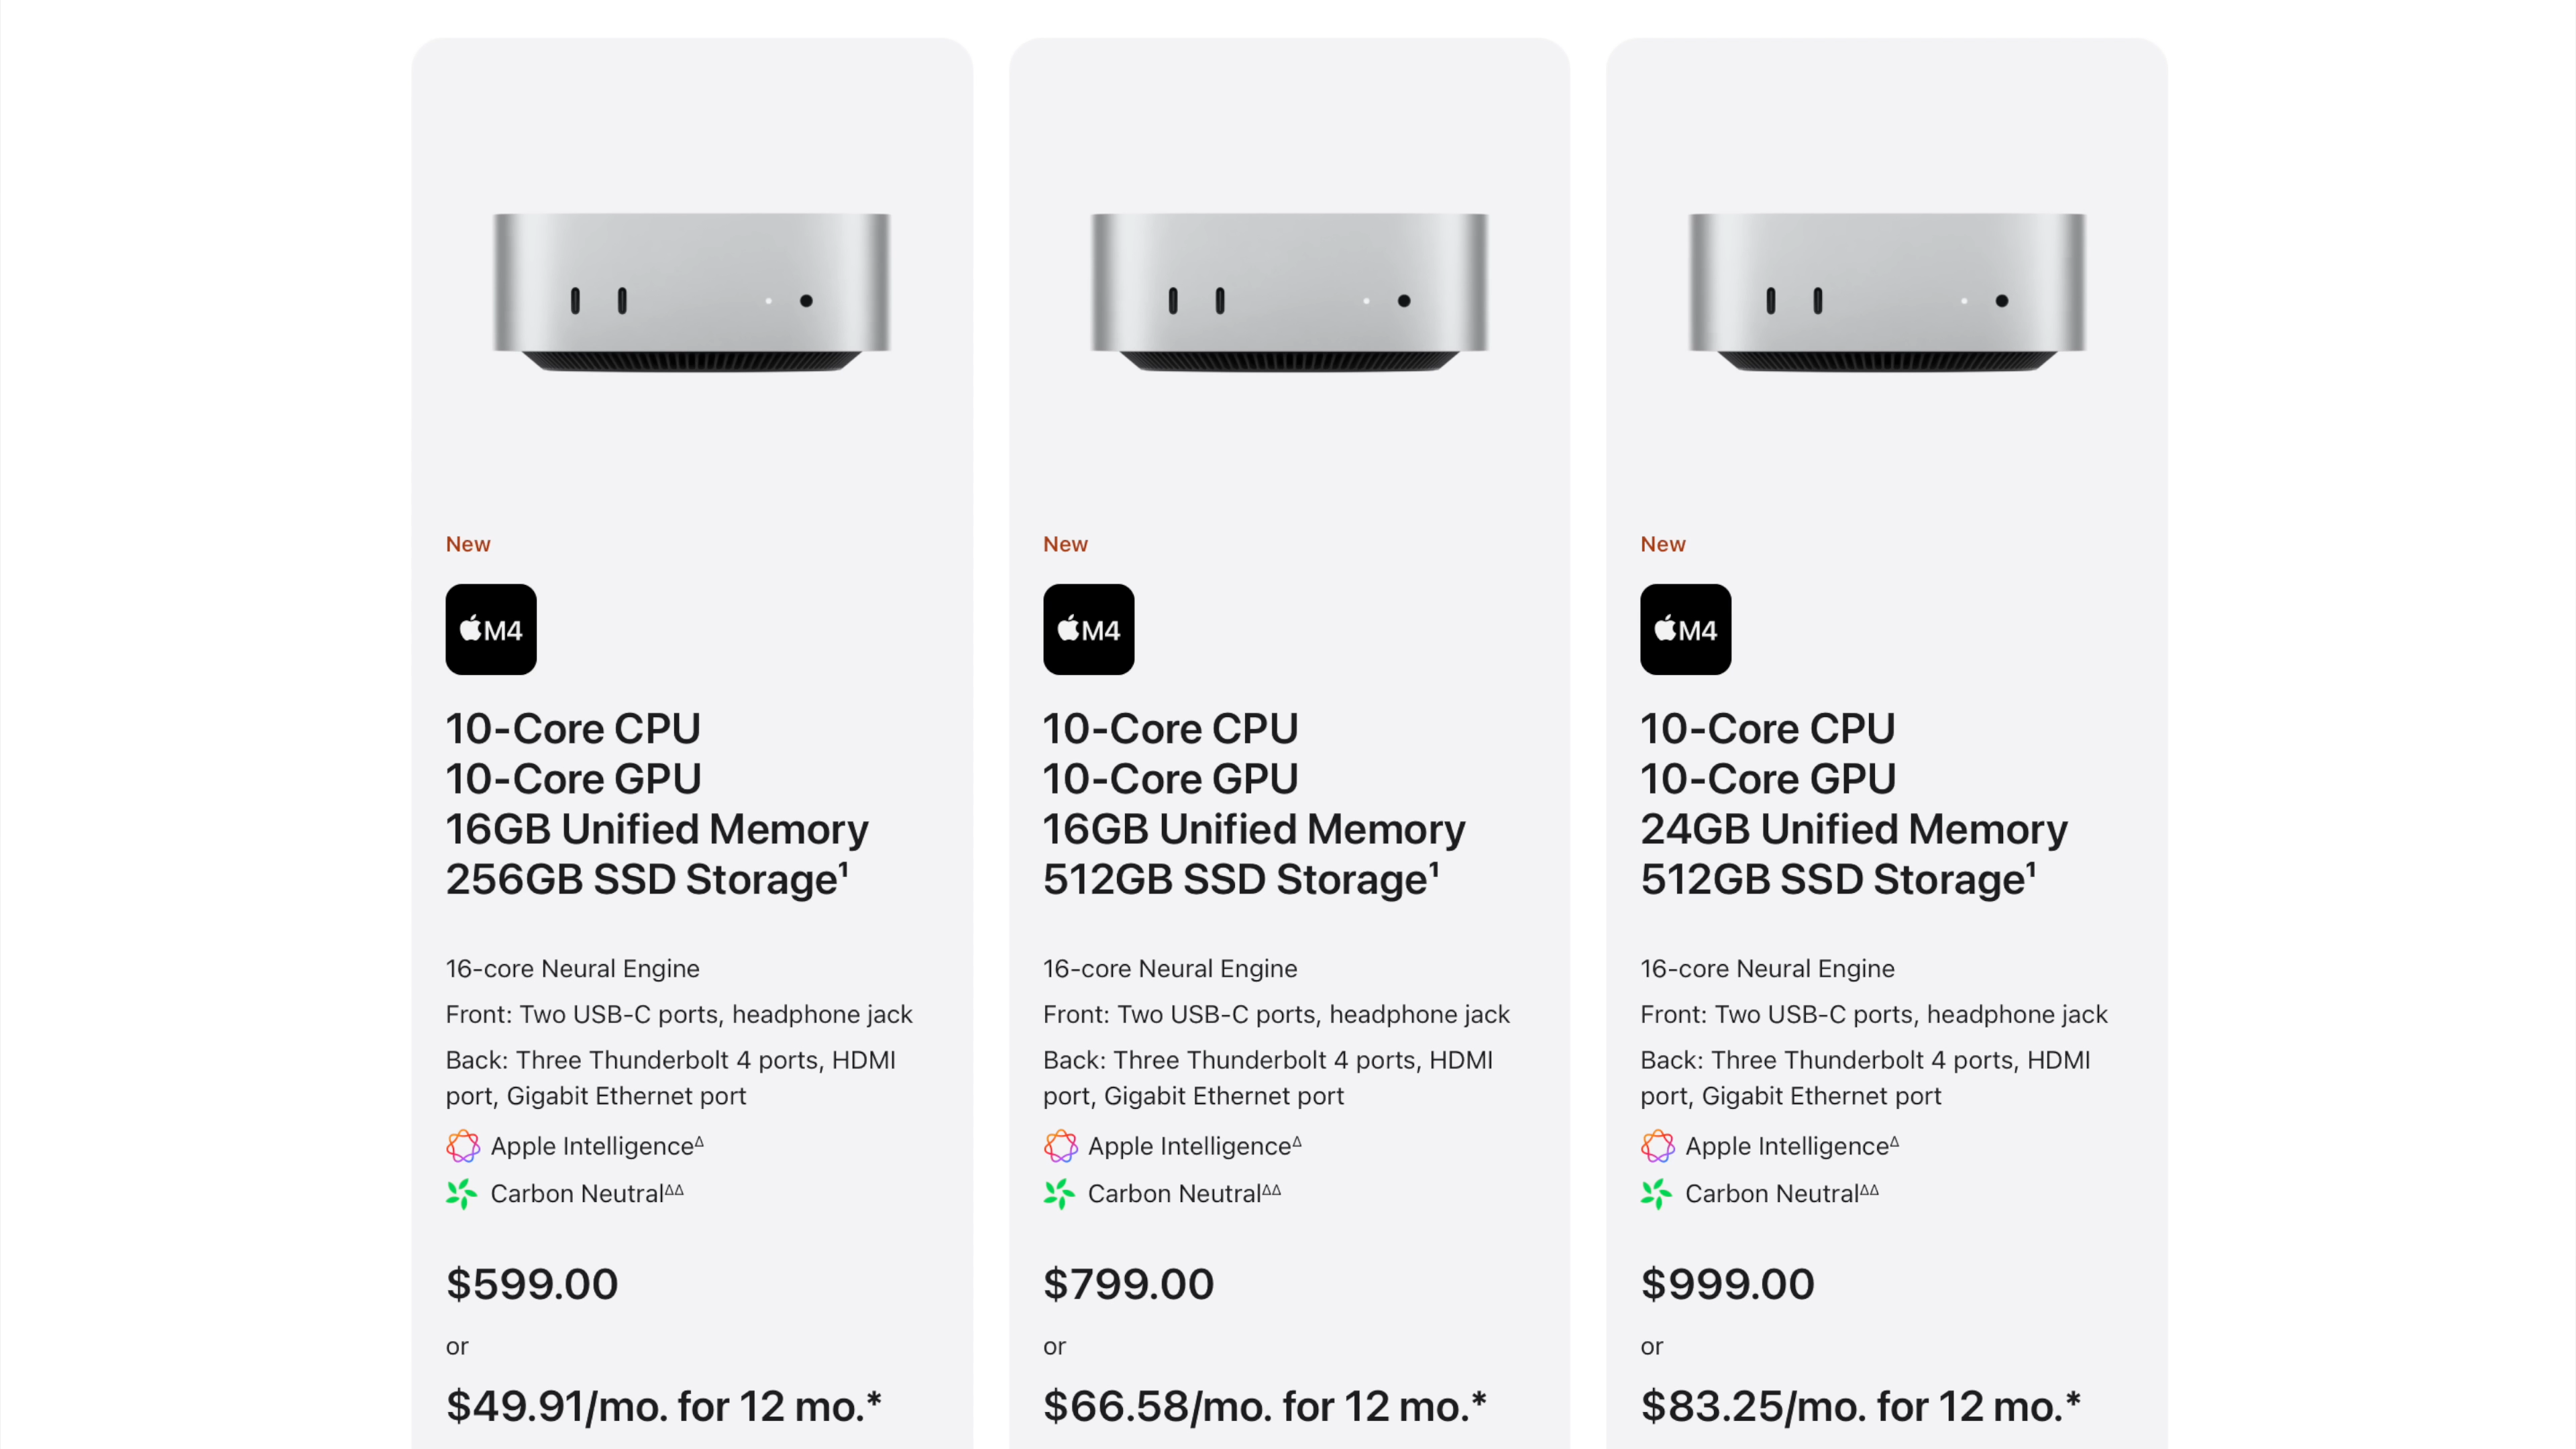 New
M4
10-Core CPU
10-Core GPU
16GB Unified Memory
256GB SSD Storage¹
16-core Neural Engine
Front: Two USB-C ports, headphone jack
Back: Three Thunderbolt 4 ports, HDMI
port, Gigabit Ethernet port
Apple Intelligence∆
Carbon Neutral∆∆
$599.00
or
$49.91/mo. for 12 mo.*
New
M4
10-Core CPU
10-Core GPU
16GB Unified Memory
512GB SSD Storage¹
16-core Neural Engine
Front: Two USB-C ports, headphone jack
Back: Three Thunderbolt 4 ports, HDMI
port, Gigabit Ethernet port
Apple Intelligence∆
Carbon Neutral∆∆
$799.00
or
$66.58/mo. for 12 mo.*
New
M4
10-Core CPU
10-Core GPU
24GB Unified Memory
512GB SSD Storage¹
16-core Neural Engine
Front: Two USB-C ports, headphone jack
Back: Three Thunderbolt 4 ports, HDMI
port, Gigabit Ethernet port
Apple Intelligence∆
Carbon Neutral∆∆
$999.00
or
$83.25/mo. for 12 mo.*